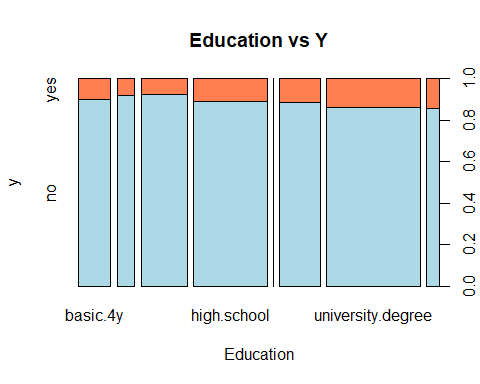 Education vs Y
yes
no
y
1.0
0.8
0.6
0.4
0.2
0.0
basic.4y
high.school
university.degree
Education